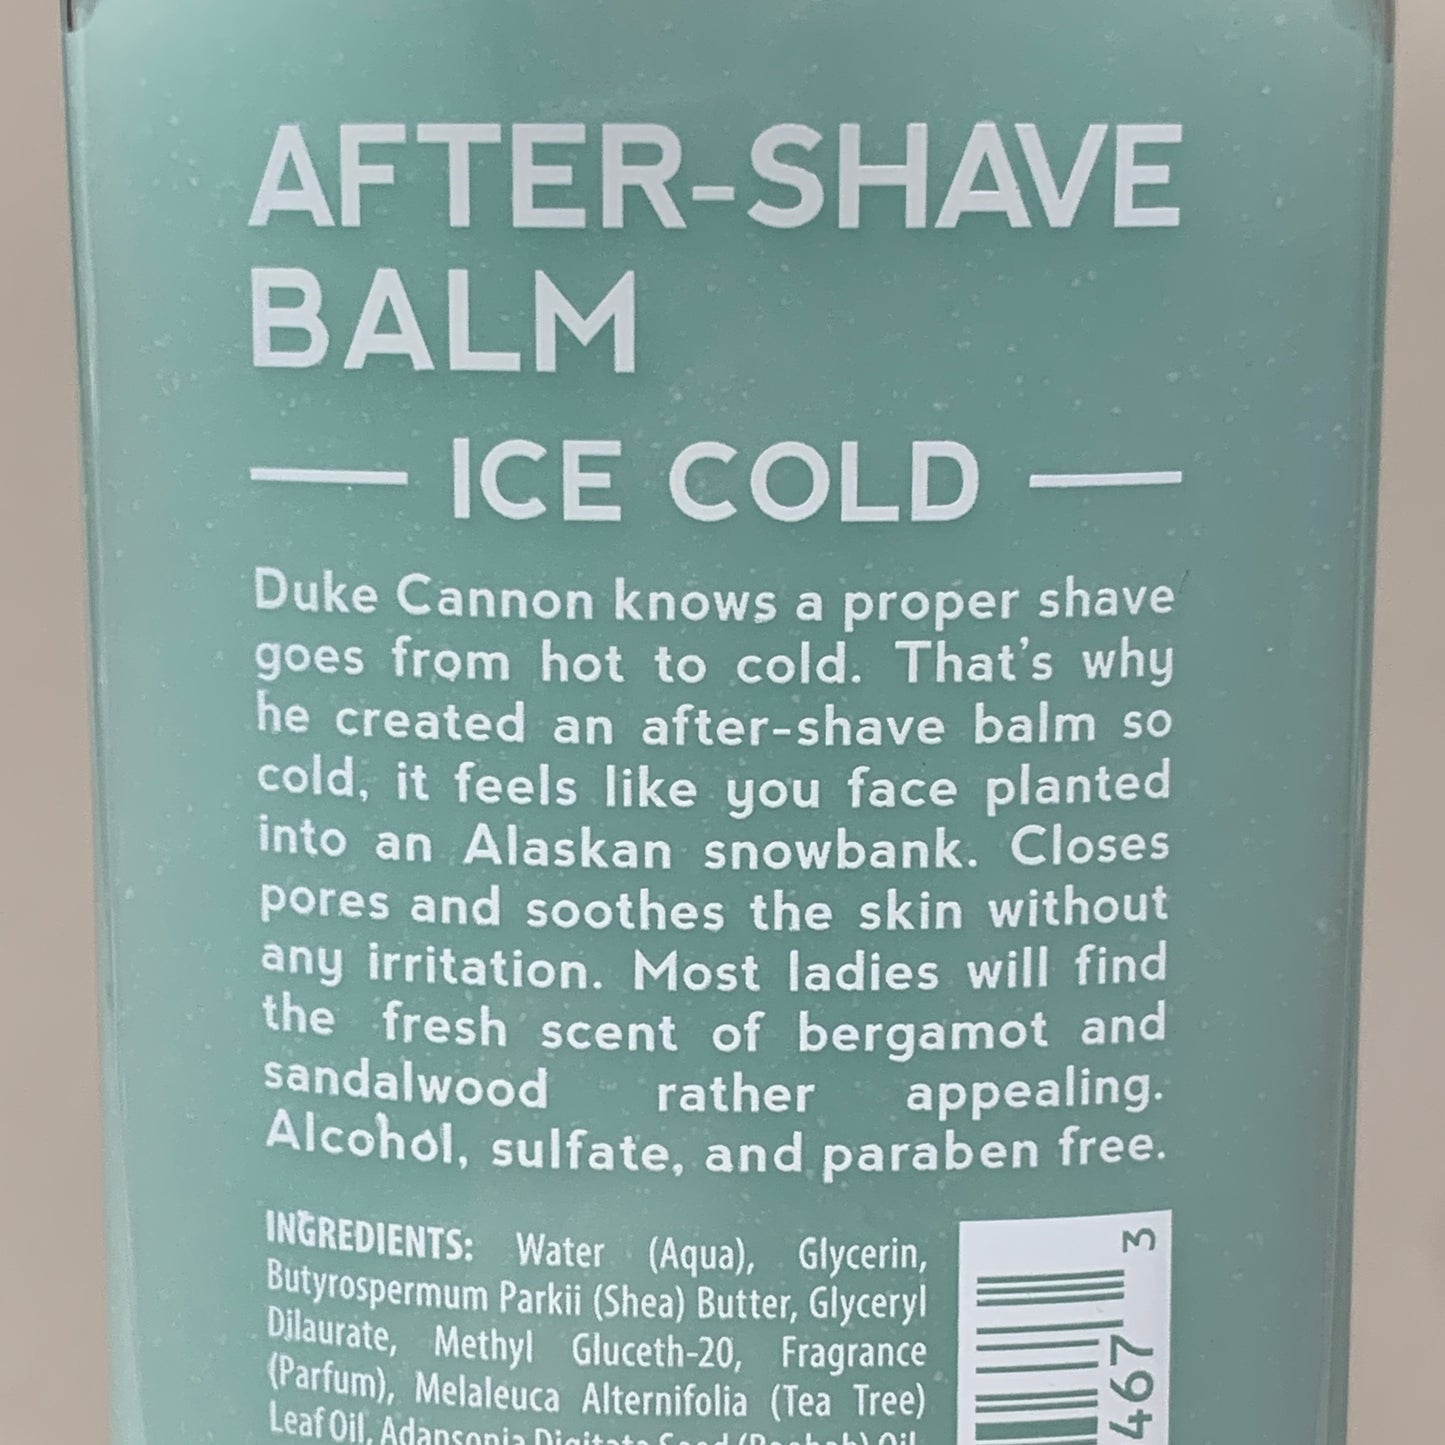 AFTER-SHAVE
BALM
ICE COLD
Duke Cannon knows a proper shave
goes from hot to cold. That's why
he created an after-shave balm so
cold, it feels like you face planted
into an Alaskan snowbank. Closes
pores and soothes the skin without
any irritation. Most ladies will find
the fresh scent of bergamot and
sandalwood rather appealing.
Alcohol, sulfate, and paraben free.
INGREDIENTS: Water (Aqua), Glycerin,
Butyrospermum Parkii (Shea) Butter, Glyceryl
Dilaurate, Methyl Gluceth-20, Fragrance
(Parfum), Melaleuca Alternifolia (Tea Tree)
Leaf Oil, Adansonia Digitata Seed (Baobab) Oil,
467 3